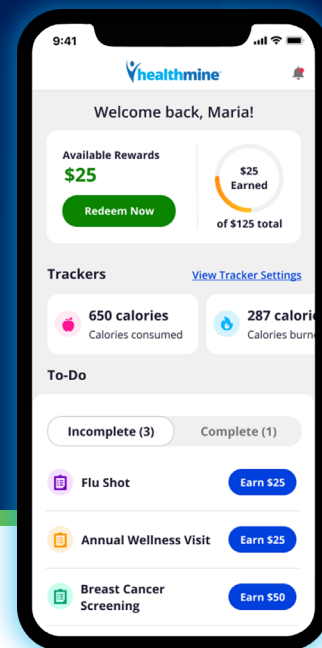 9:41
healthmine
Welcome back, Maria!
Available Rewards
$25
Redeem Now
$25
Earned
of $125 total
Trackers
View Tracker Settings
650 calories
Calories consumed
287 calorie
Calories burne
To-Do
Incomplete (3)
Complete (1)
Flu Shot
Earn $25
Annual Wellness Visit
Earn $25
Breast Cancer
Screening
Earn $50